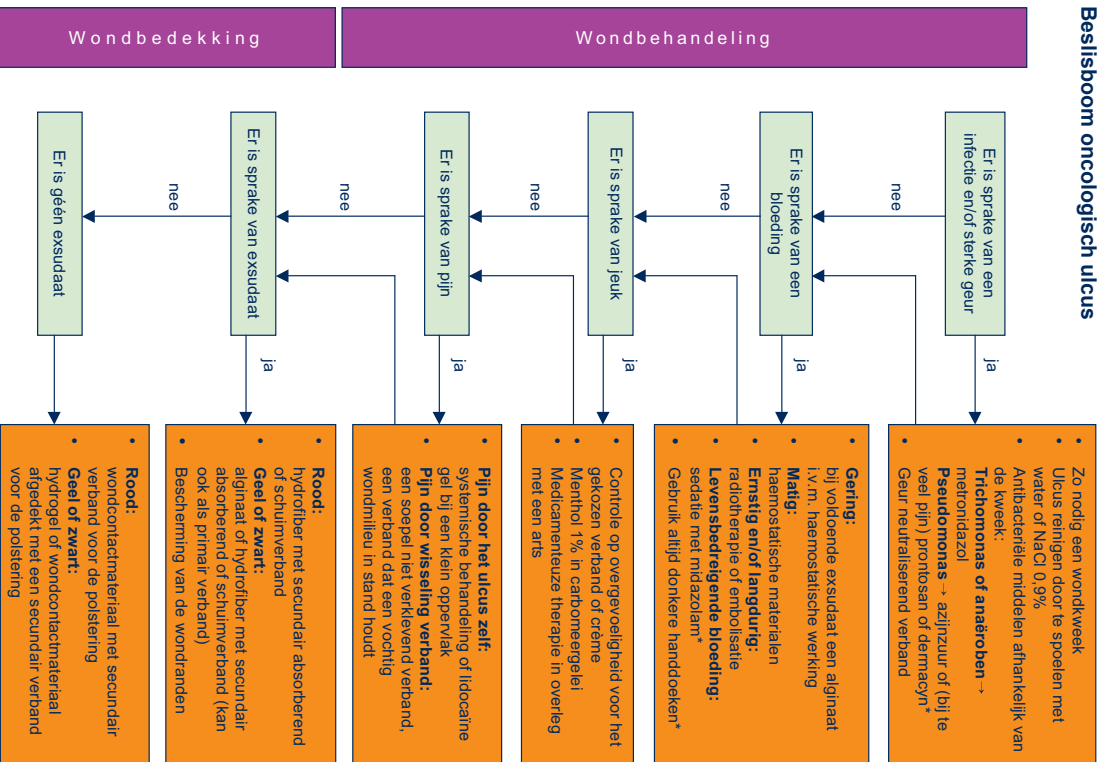 Beslisboom oncologisch ulcus
Wondbehandeling
Er is sprake van een
infectie en/of sterke geur
ja
• Zo nodig een wondkweek
• Ulcus reinigen door te spoelen met
water of NaCl 0,9%
• Antibacteriële middelen afhankelijk van
de kweek:
• Trichomonas of anaëroben →
metronidazol
• Pseudomonas → azijnzuur of (bij te
veel pijn) prontosan of dermacyn*
• Geur neutraliserend verband
nee
Er is sprake van een
bloeding
ja
• Gering:
bij voldoende exsudaat een alginaat
i.v.m. haemostatische werking
• Matig:
haemostatische materialen
• Ernstig en/of langdurig:
radiotherapie of embolisatie
• Levensbedreigende bloeding:
sedatie met midazolam*
• Gebruik altijd donkere handdoeken*
nee
Er is sprake van jeuk
ja
• Controle op overgevoeligheid voor het
gekozen verband of crème
• Menthol 1% in carbomeergelei
• Medicamenteuze therapie in overleg
met een arts
nee
Er is sprake van pijn
ja
• Pijn door het ulcus zelf:
systemische behandeling of lidocaïne
gel bij een klein oppervlak
• Pijn door wisseling verband:
een soepel niet verklevend verband,
een verband dat een vochtig
wondmilieu in stand houdt
nee
Wondbedekking
Er is sprake van exsudaat
ja
• Rood:
hydrofiber met secundair absorberend
of schuimverband
• Geel of zwart:
alginaat of hydrofiber met secundair
absorberend of schuimverband (kan
ook als primair verband)
• Bescherming van de wondranden
nee
Er is géén exsudaat
ja
• Rood:
wondcontactmateriaal met secundair
verband voor de polstering
• Geel of zwart:
hydrogel of wondcontactmateriaal
afgedekt met een secundair verband
voor de polstering